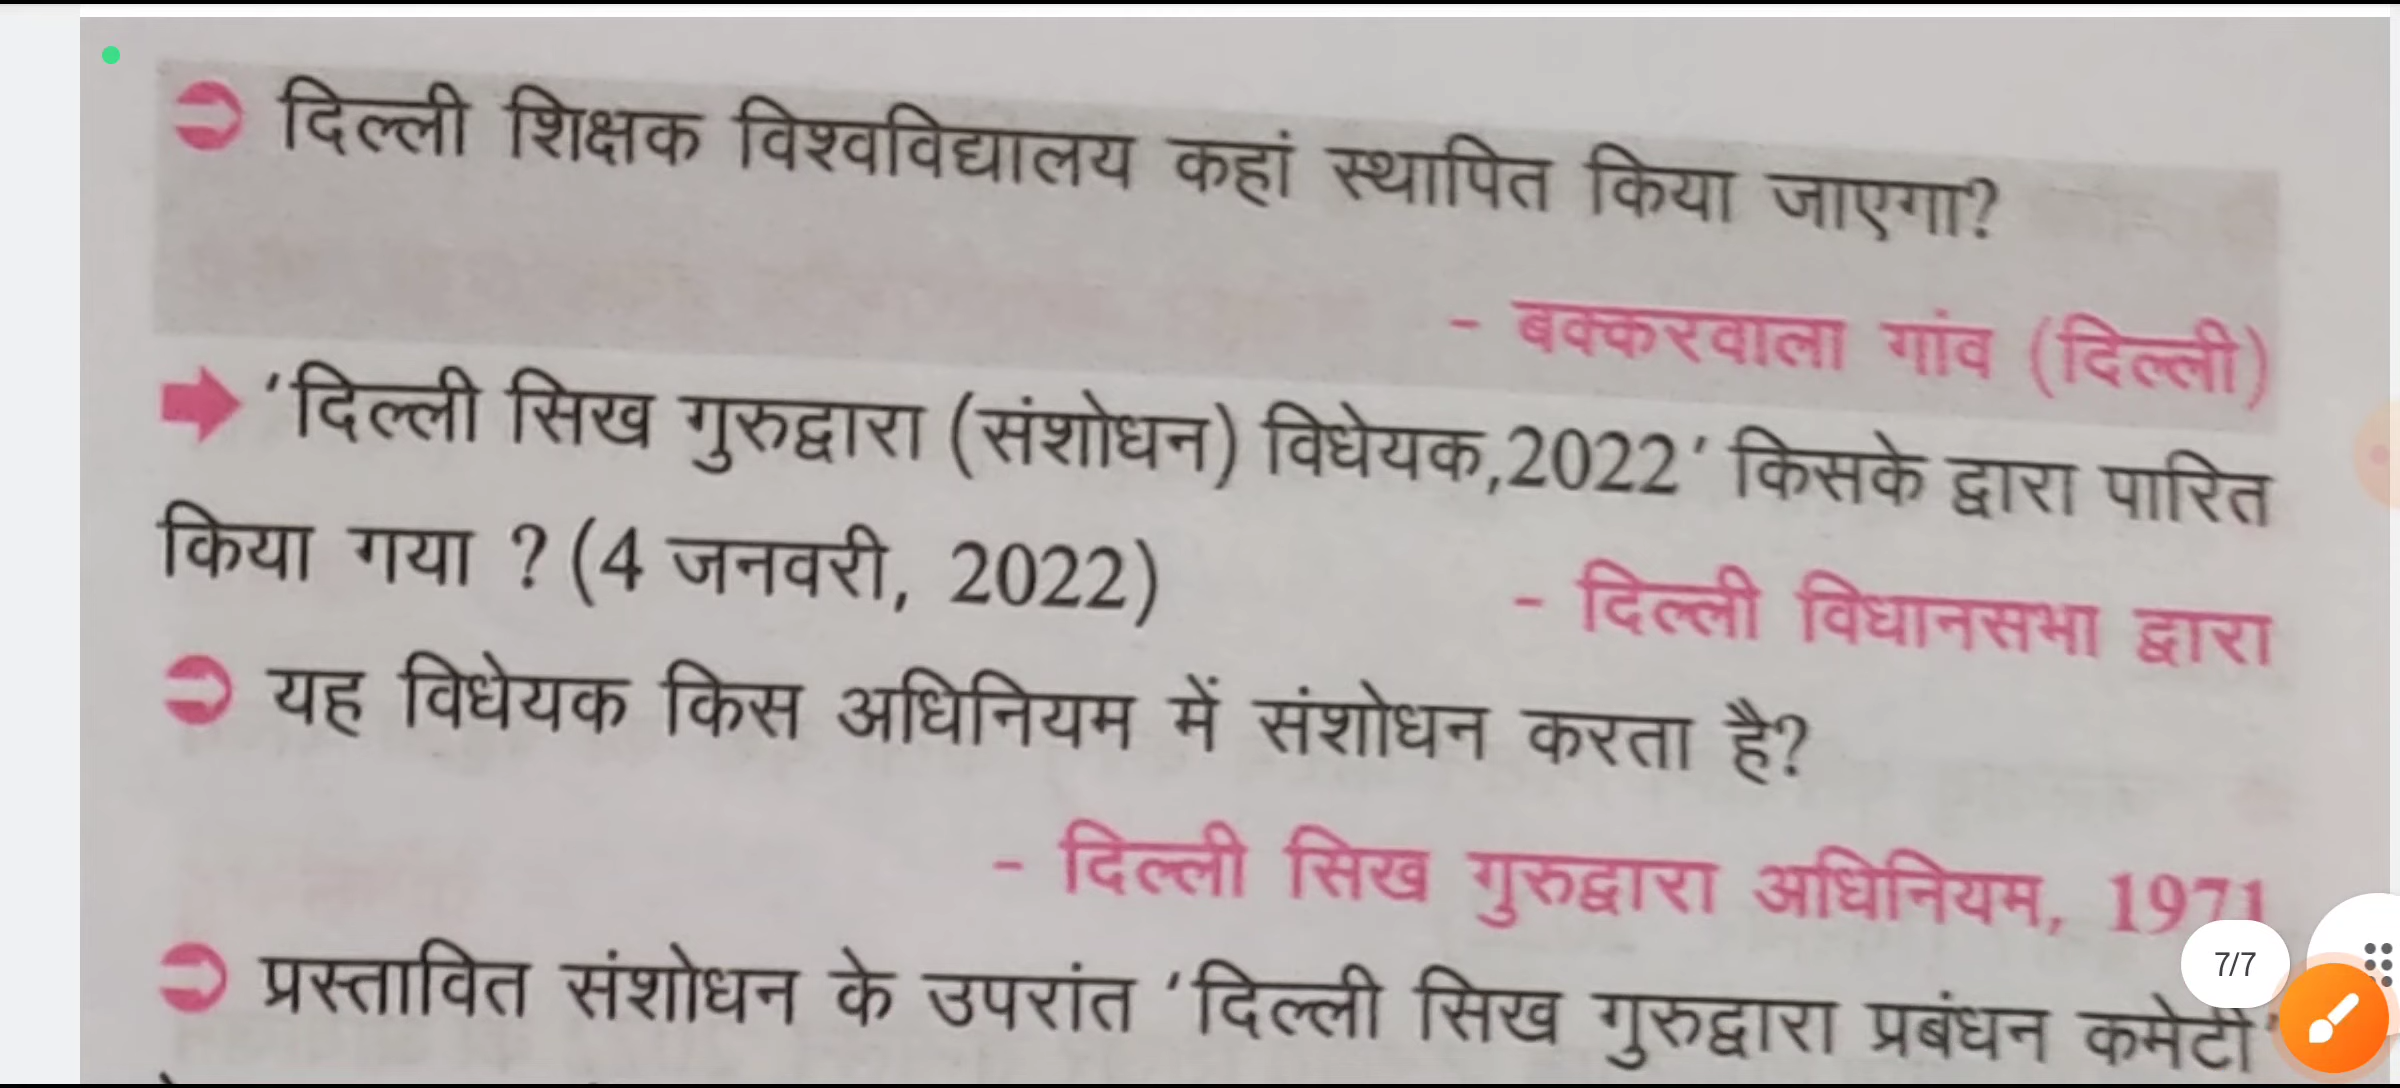 दिल्ली शिक्षक विश्वविद्यालय कहां स्थापित किया जाएगा?
- बक्करवाला गांव (दिल्ली)
'दिल्ली सिख गुरुद्वारा (संशोधन) विधेयक,2022' किसके द्वारा पारित
किया गया ? (4 जनवरी, 2022) - दिल्ली विधानसभा द्वारा
यह विधेयक किस अधिनियम में संशोधन करता है?
- दिल्ली सिख गुरुद्वारा अधिनियम, 1971
प्रस्तावित संशोधन के उपरांत 'दिल्ली सिख गुरुद्वारा प्रबंधन कमेटी'
7/7